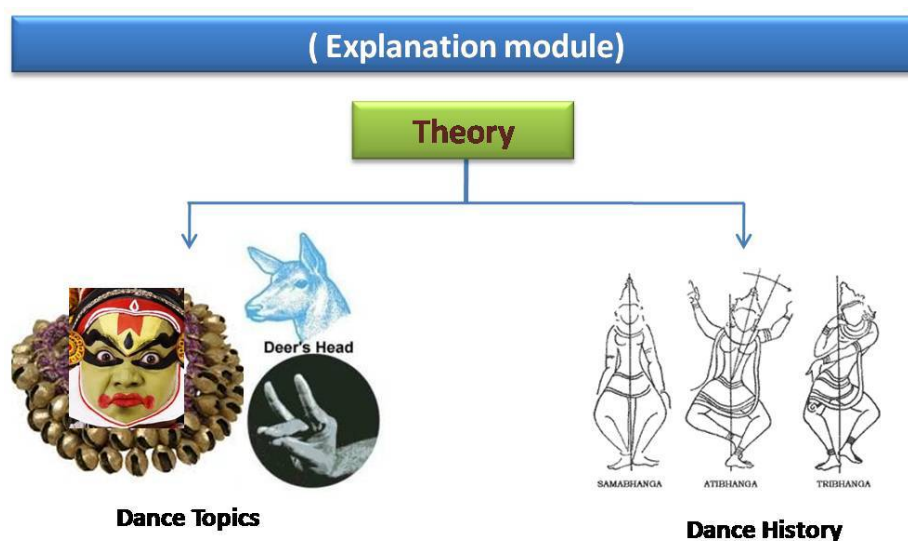 ( Explanation module)
Theory
Deer's Head
SAMABHANGA ATIBHANGA TRIBHANGA
Dance Topics
Dance History